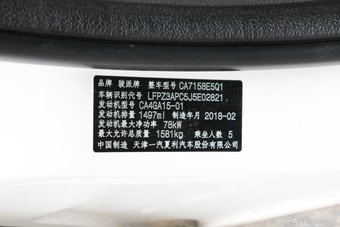 品牌 骏派牌 整车型号 CA7158E5Q1
车辆识别代号 LFPZ3APC5J5E02821
发动机型号 CA4GA15-01
发动机排量 1497ml 制造年月 2018-02
发动机最大净功率 78kW
最大允许总质量 1581kg 乘坐人数 5
中国制造 天津一汽夏利汽车股份有限公司